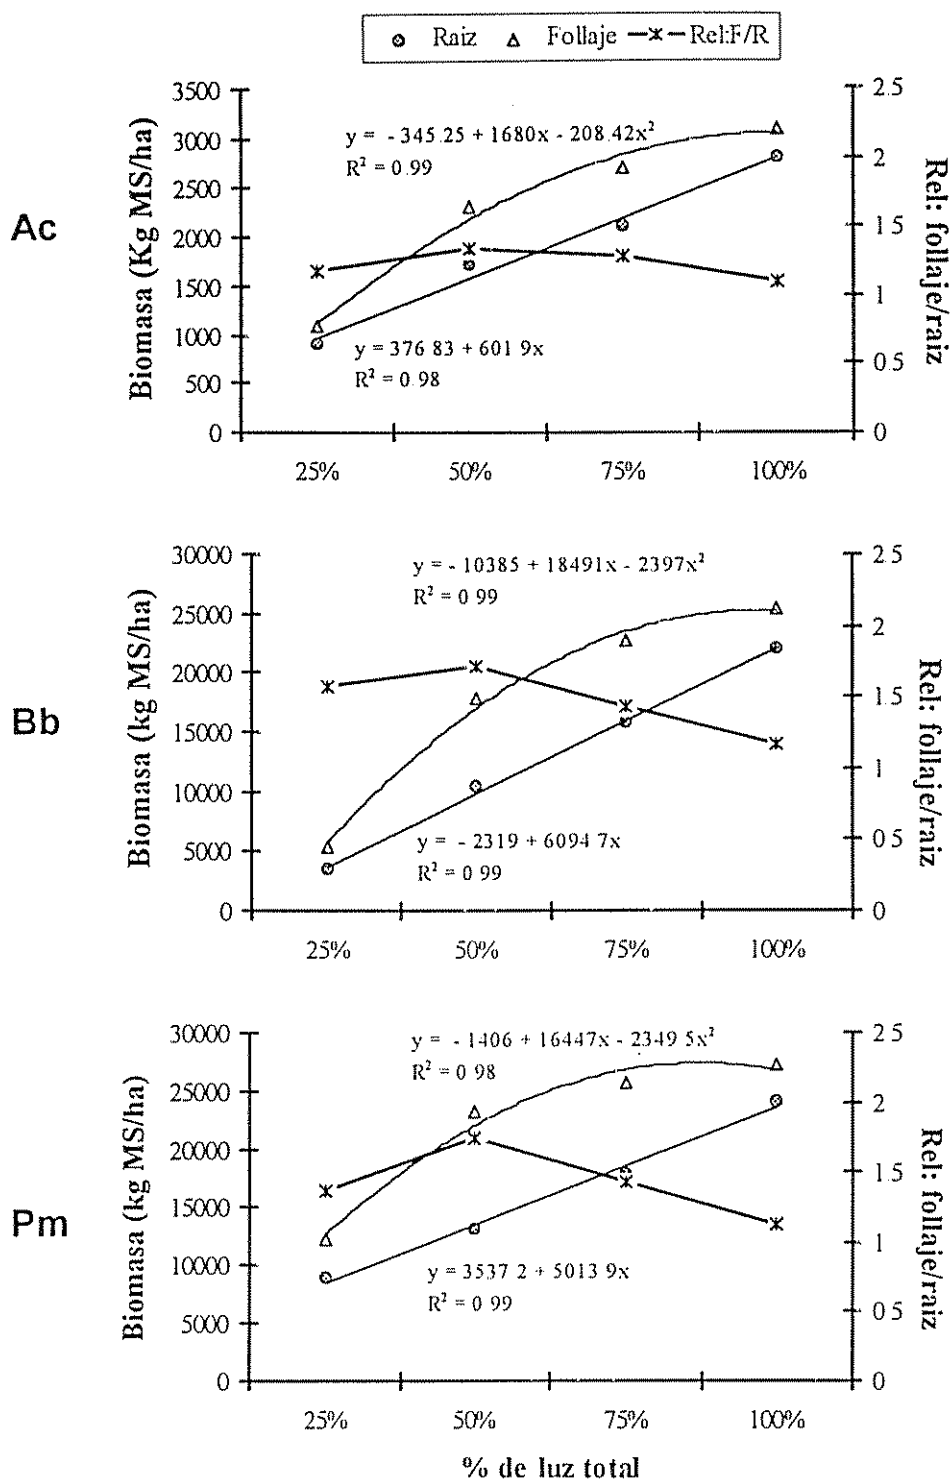 Raiz Follaje Rel:F/R
Ac
Biomasa (Kg MS/ha)
3500
3000
2500
2000
1500
1000
500
0
y = - 345.25 + 1680x - 208.42x²
R² = 0.99
y = 376 83 + 601 9x
R² = 0.98
2.5
2
1.5
1
0 5
0
Rel: follaje/raiz
25% 50% 75% 100%
Bb
Biomasa (kg MS/ha)
30000
25000
20000
15000
10000
5000
0
y = - 10385 + 18491x - 2397x²
R² = 0 99
y = - 2319 + 6094 7x
R² = 0 99
2.5
2
1.5
1
0 5
0
Rel: follaje/raiz
25% 50% 75% 100%
Pm
Biomasa (kg MS/ha)
30000
25000
20000
15000
10000
5000
0
y = - 1406 + 16447x - 2349 5x²
R² = 0 98
y = 3537 2 + 5013 9x
R² = 0 99
2.5
2
1.5
1
0 5
0
Rel: follaje/raiz
25% 50% 75% 100%
% de luz total